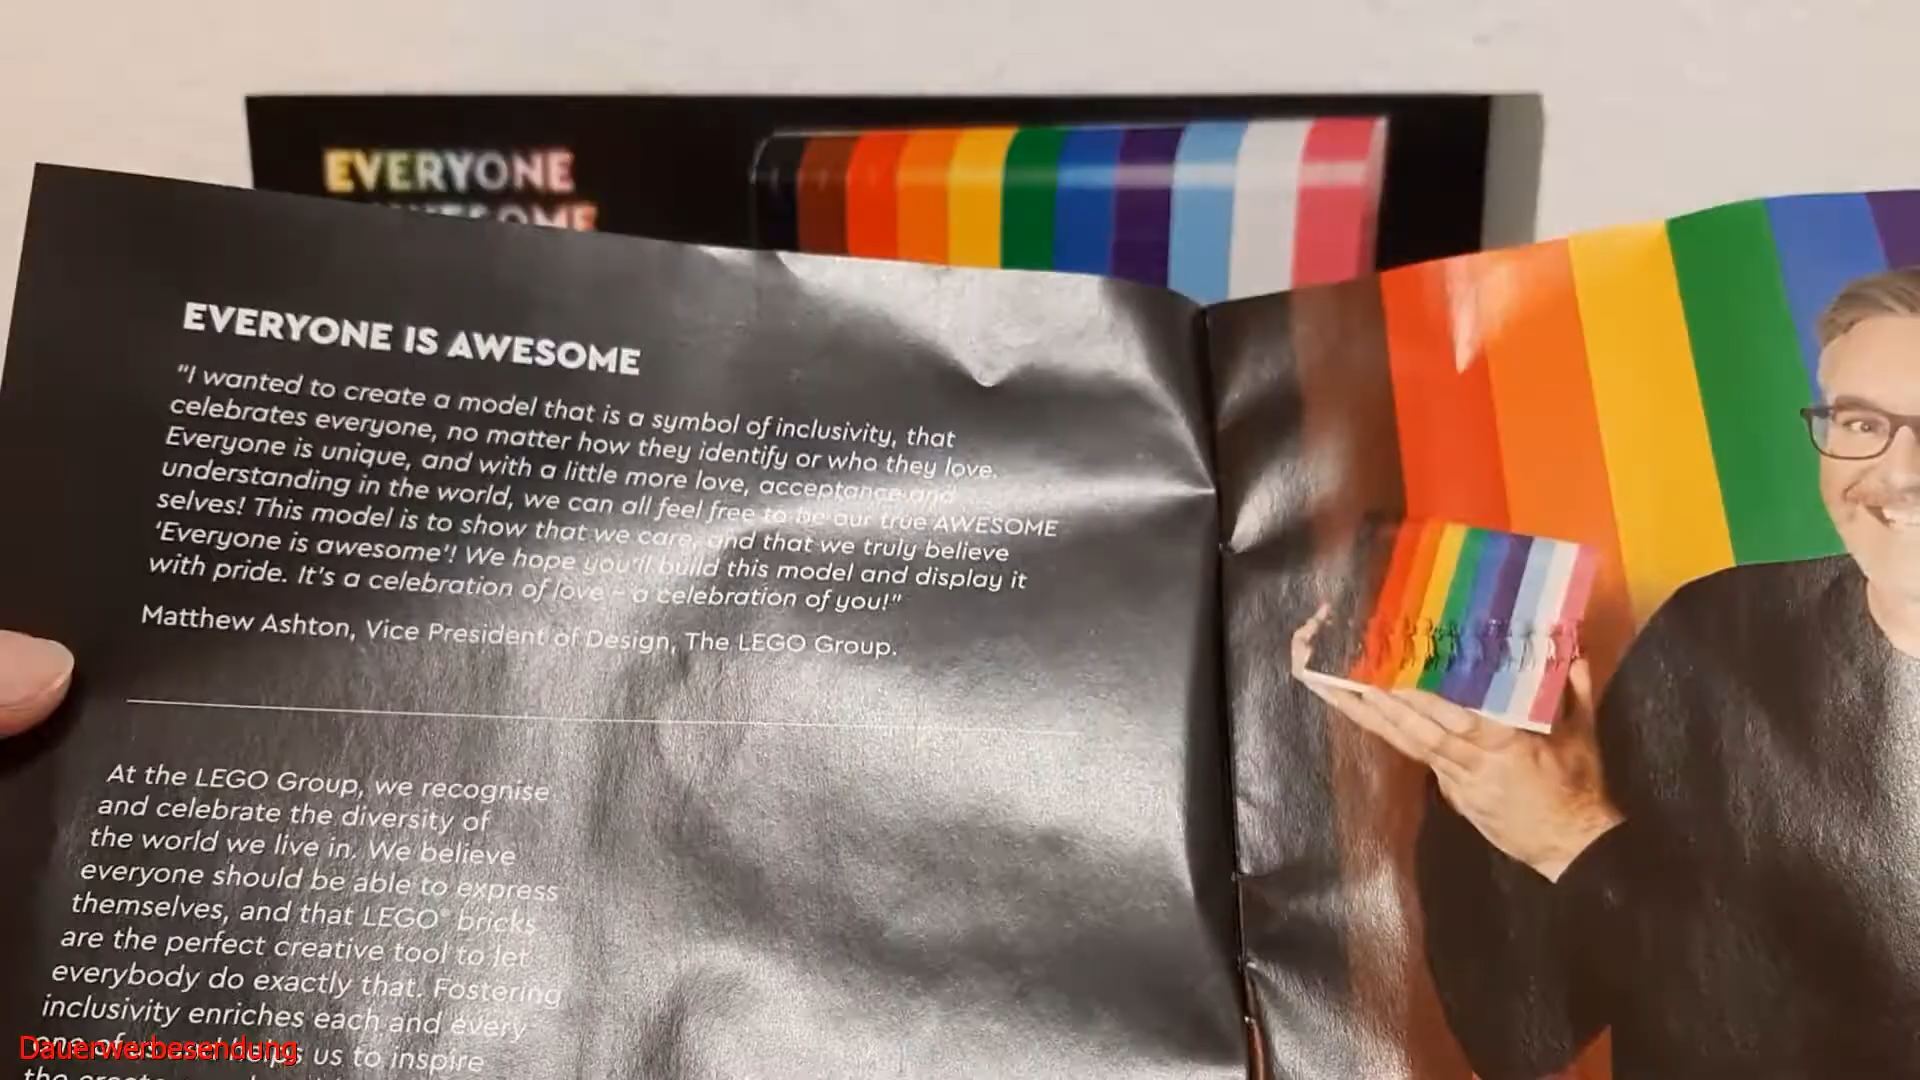 EVERYONE
AWESOME
EVERYONE IS AWESOME
"I wanted to create a model that is a symbol of inclusivity, that
celebrates everyone, no matter how they identify or who they love.
Everyone is unique, and with a little more love, acceptance and
understanding in the world, we can all feel free to be our true AWESOME
selves! This model is to show that we care, and that we truly believe
'Everyone is awesome'! We hope you'll build this model and display it
with pride. It's a celebration of love – a celebration of you!"
Matthew Ashton, Vice President of Design, The LEGO Group.
At the LEGO Group, we recognise
and celebrate the diversity of
the world we live in. We believe
everyone should be able to express
themselves, and that LEGO® bricks
are the perfect creative tool to let
everybody do exactly that. Fostering
inclusivity enriches each and every
one of us and helps us to inspire
the
Dauerwerbesendung